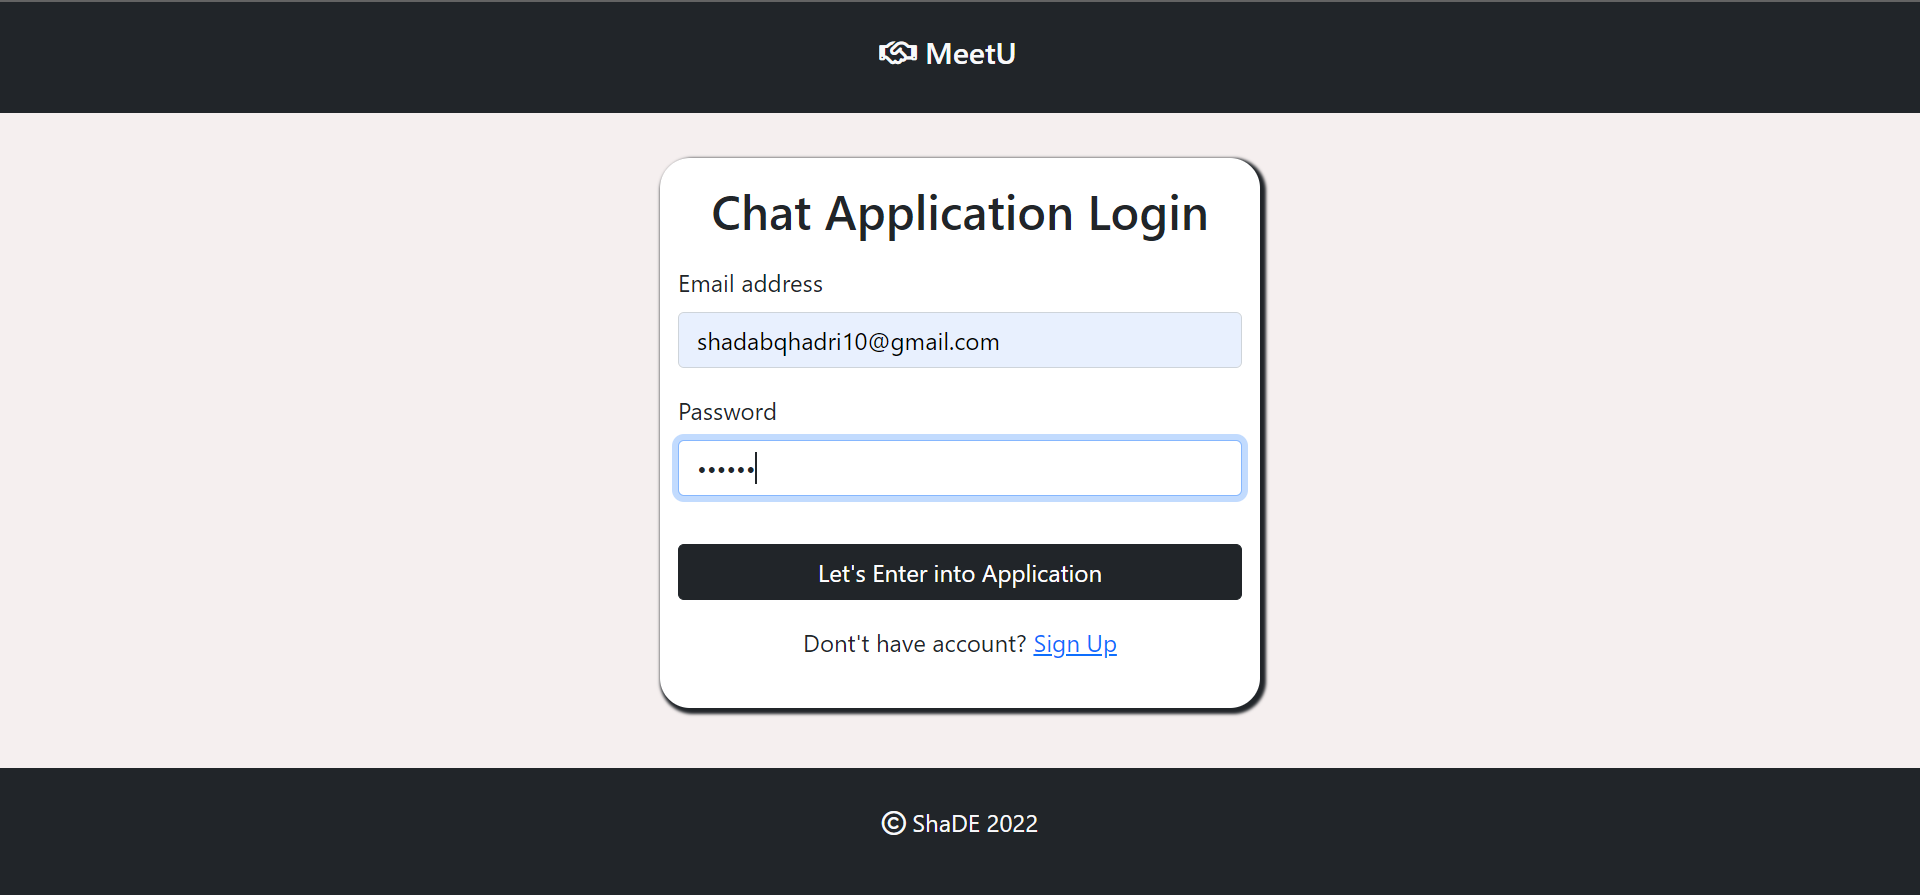 MeetU
Chat Application Login
Email address
shadabqhadri10@gmail.com
Password
••••••
Let's Enter into Application
Dont't have account? Sign Up
© ShaDE 2022